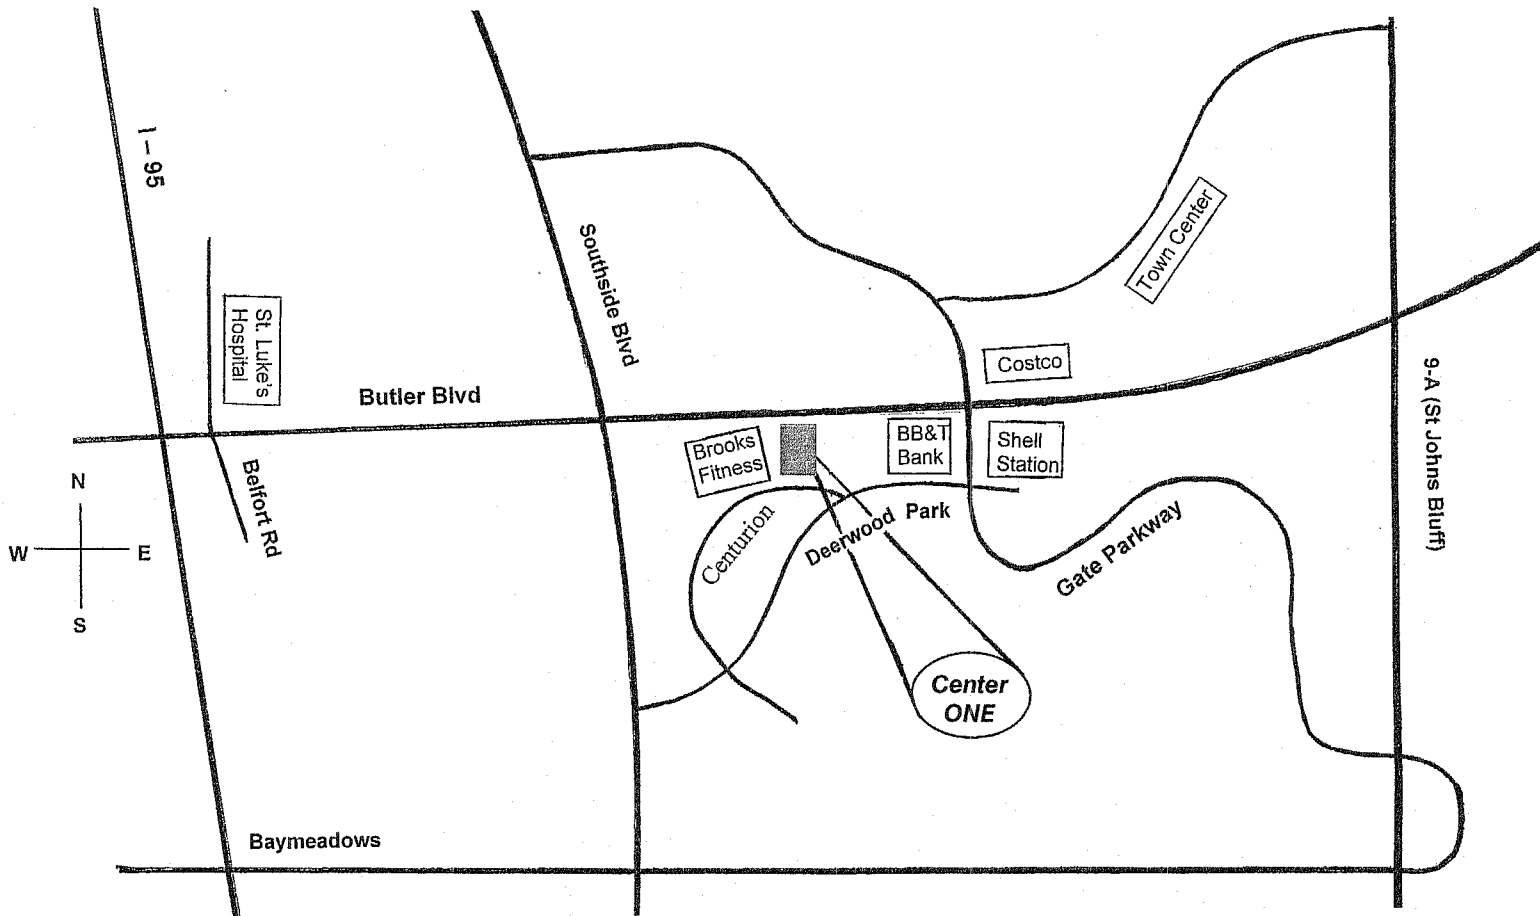 I – 95
St. Luke's
Hospital
Belfort Rd
Butler Blvd
Southside Blvd
Town Center
Costco
BB&T
Bank
Shell
Station
Brooks
Fitness
Centurion
Deerwood Park
Gate Parkway
9-A (St Johns Bluff)
N
W
E
S
Center
ONE
Baymeadows